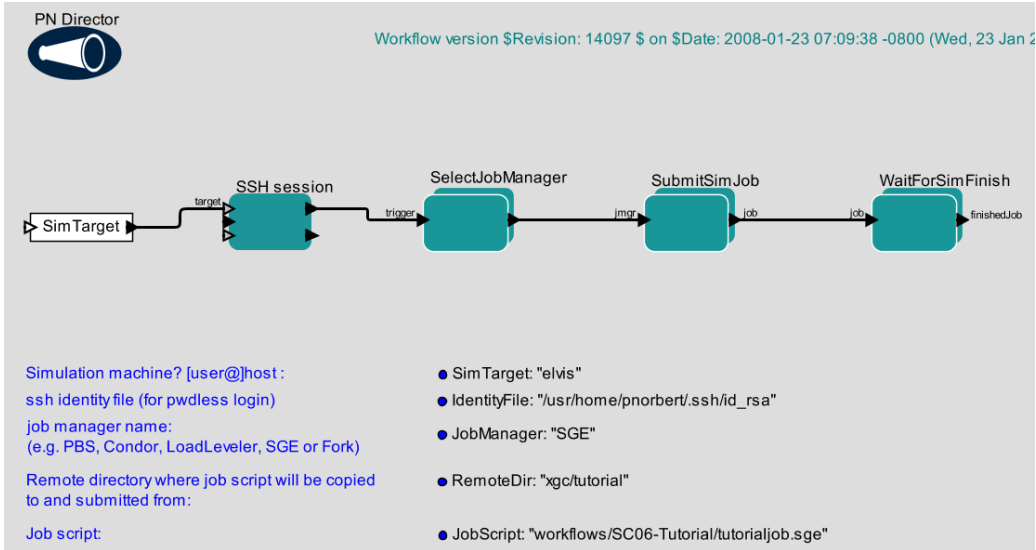 PN Director
Workflow version $Revision: 14097 $ on $Date: 2008-01-23 07:09:38 -0800 (Wed, 23 Jan 2
SSH session
SelectJobManager
SubmitSimJob
WaitForSimFinish
target
trigger
jmgr
job
job
finishedJob
SimTarget
Simulation machine? [user@]host :
SimTarget: "elvis"
ssh identity file (for pwdless login)
IdentityFile: "/usr/home/pnorbert/.ssh/id_rsa"
job manager name:
(e.g. PBS, Condor, LoadLeveler, SGE or Fork)
JobManager: "SGE"
Remote directory where job script will be copied
to and submitted from:
RemoteDir: "xgc/tutorial"
Job script:
JobScript: "workflows/SC06-Tutorial/tutorialjob.sge"